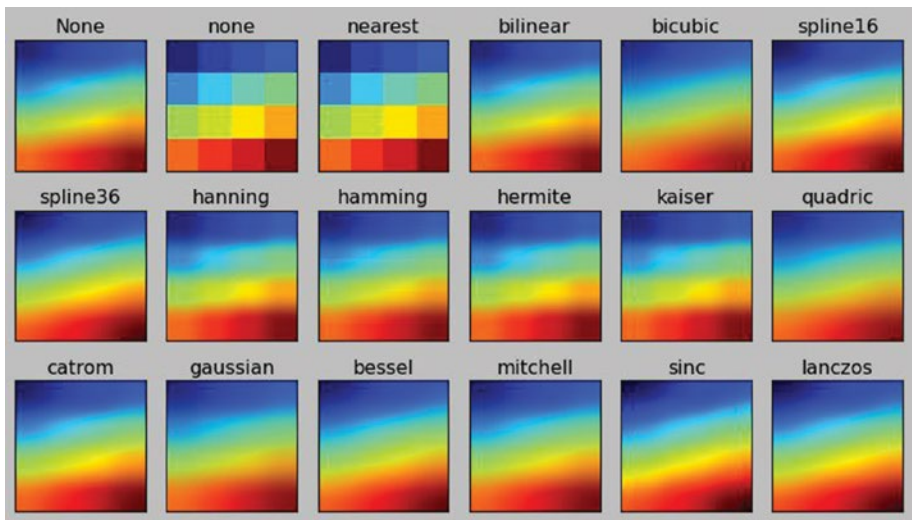 None none nearest bilinear bicubic spline16
spline36 hanning hamming hermite kaiser quadric
catrom gaussian bessel mitchell sinc lanczos